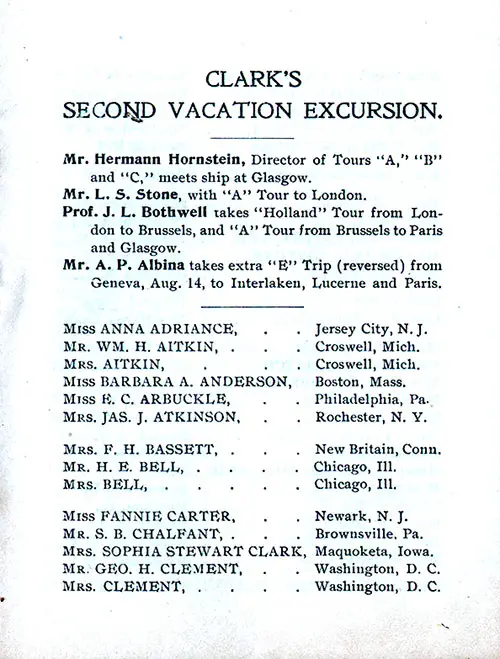 CLARK'S
SECOND VACATION EXCURSION.
Mr. Hermann Hornstein, Director of Tours "A," "B"
and "C," meets ship at Glasgow.
Mr. L. S. Stone, with "A" Tour to London.
Prof. J. L. Bothwell takes "Holland" Tour from Lon-
don to Brussels, and "A" Tour from Brussels to Paris
and Glasgow.
Mr. A. P. Albina takes extra "E" Trip (reversed) from
Geneva, Aug. 14, to Interlaken, Lucerne and Paris.
Miss ANNA ADRIANCE, . . Jersey City, N. J.
Mr. WM. H. AITKIN, . . . Croswell, Mich.
Mrs. AITKIN, . . . Croswell, Mich.
Miss BARBARA A. ANDERSON, Boston, Mass.
Miss E. C. ARBUCKLE, . . Philadelphia, Pa.
Mrs. JAS. J. ATKINSON, . . Rochester, N. Y.
Mrs. F. H. BASSETT, . . . New Britain, Conn.
Mr. H. E. BELL, . . . . Chicago, Ill.
Mrs. BELL, . . . . . Chicago, Ill.
Miss FANNIE CARTER, . . Newark, N. J.
Mr. S. B. CHALFANT, . . . Brownsville, Pa.
Mrs. SOPHIA STEWART CLARK, Maquoketa, Iowa.
Mr. GEO. H. CLEMENT, . . Washington, D. C.
Mrs. CLEMENT, . . . . Washington, D. C.